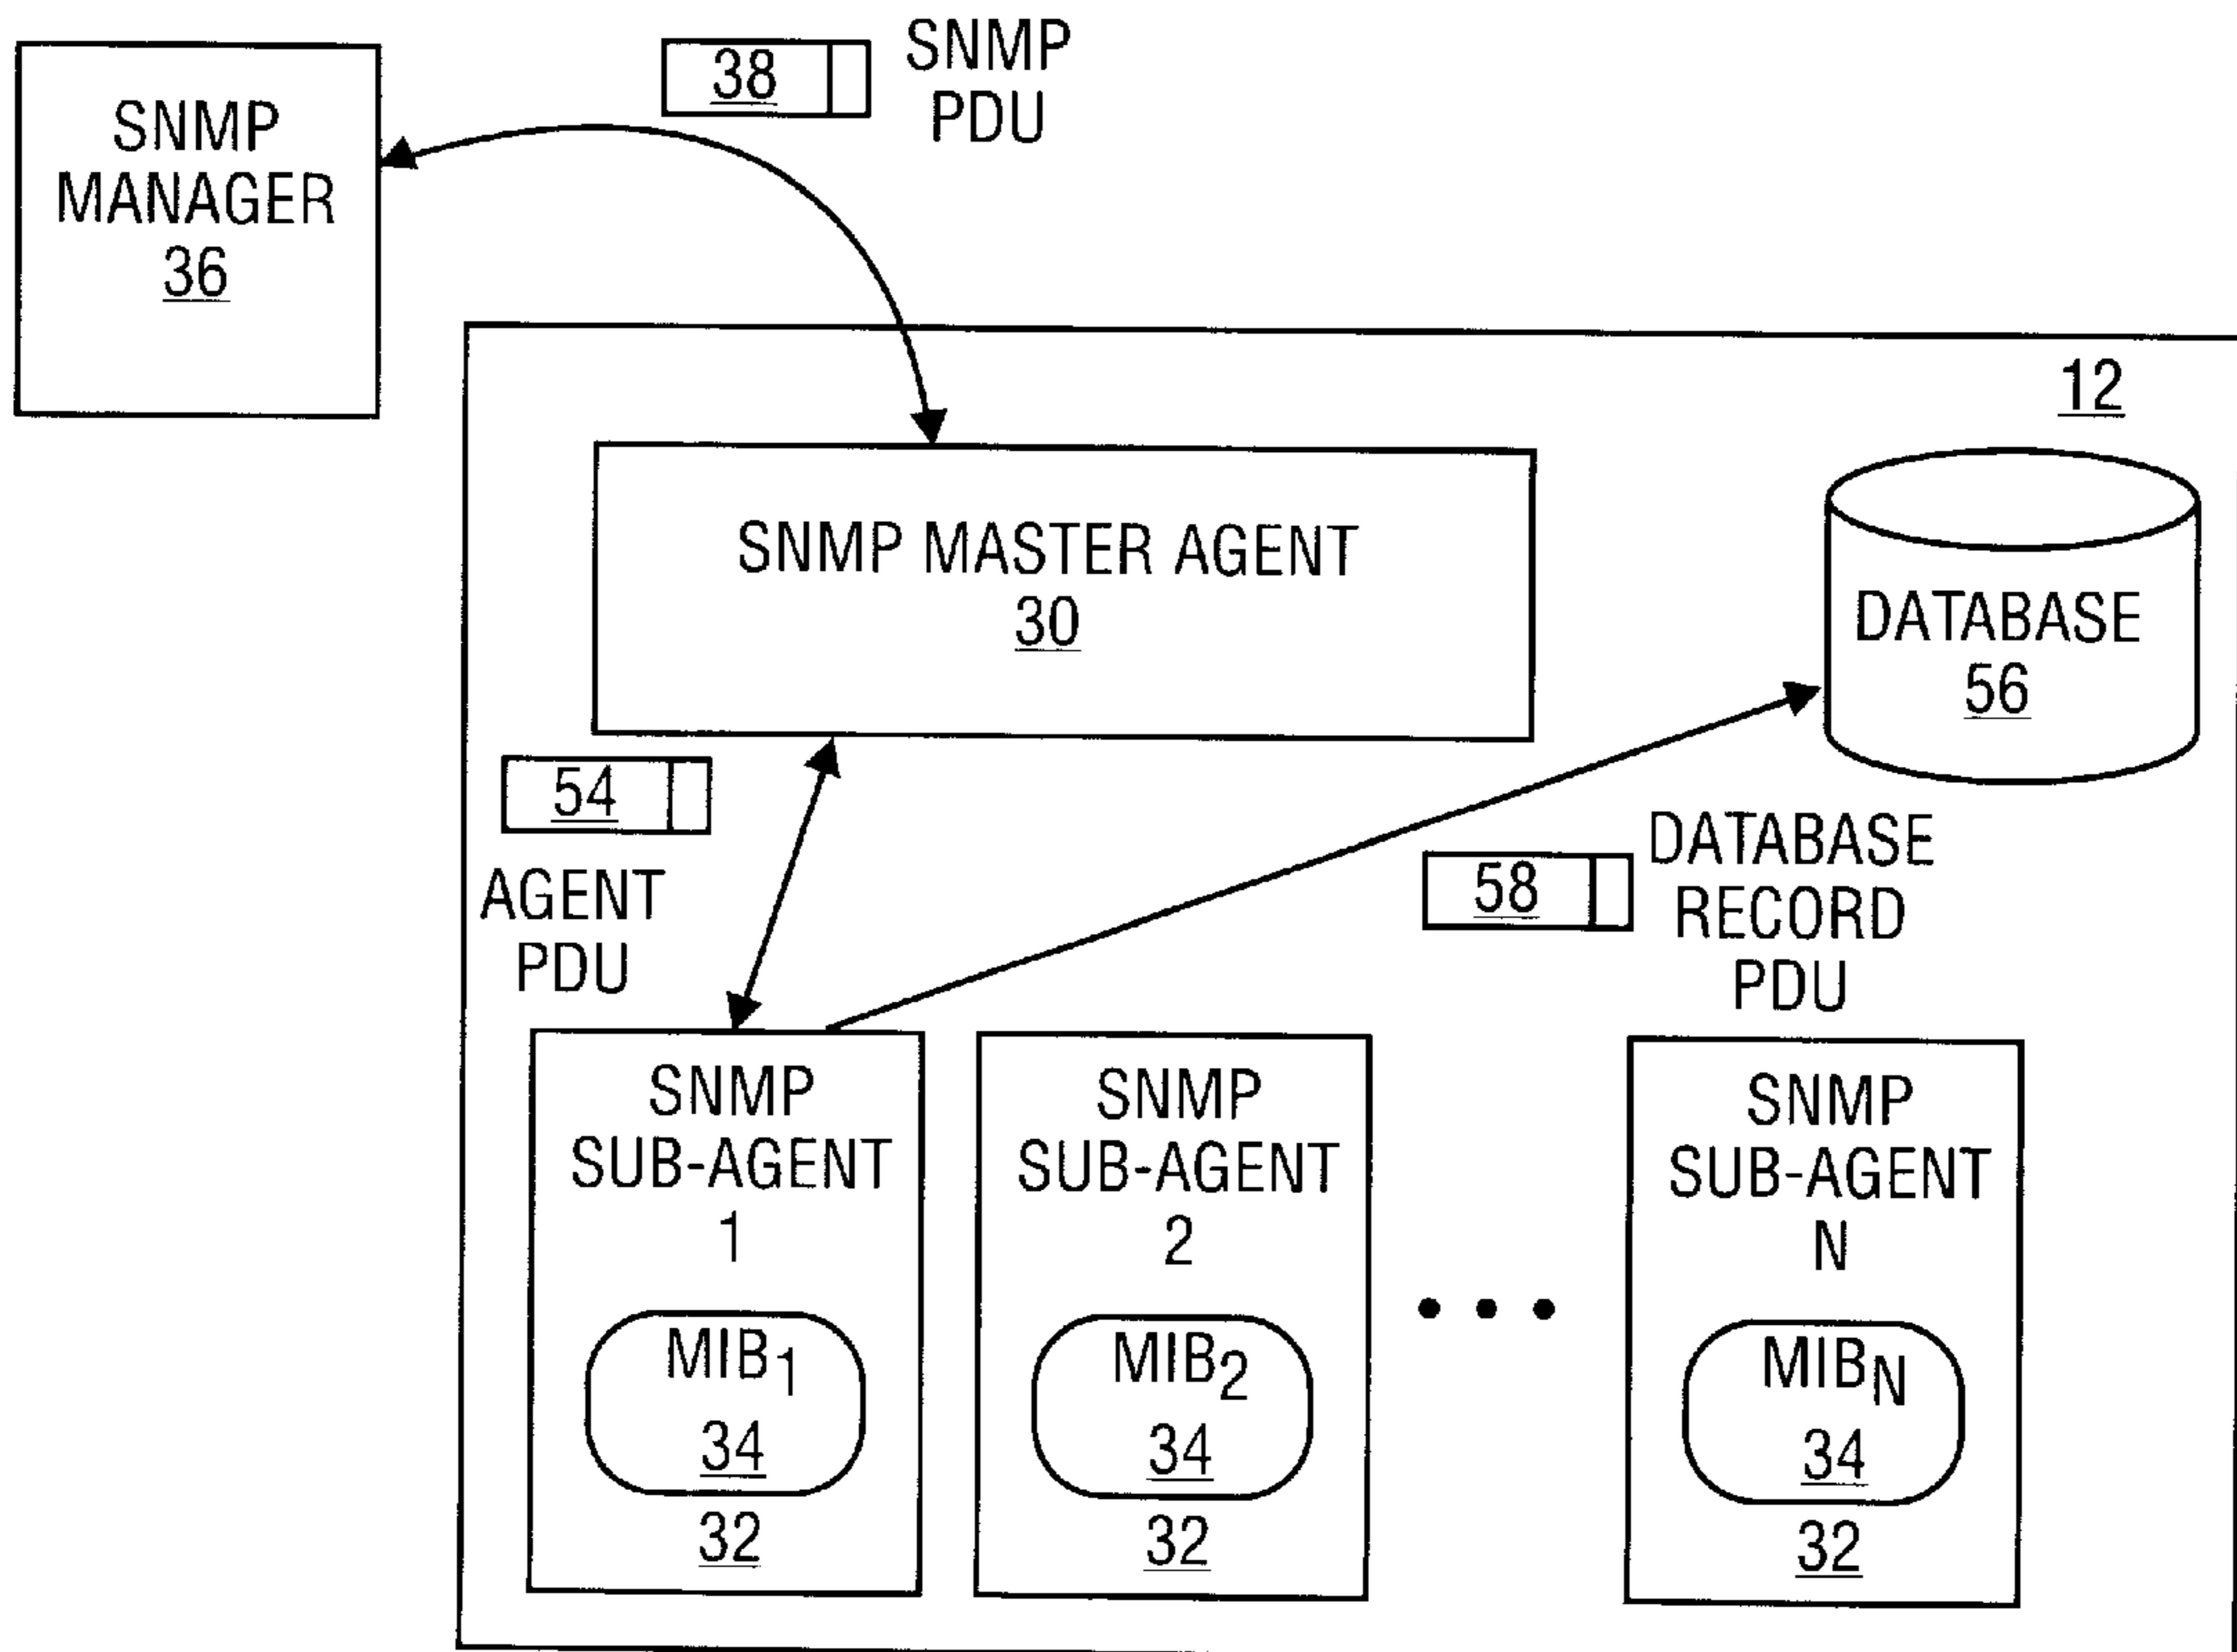 SNMP
MANAGER
36
38
SNMP
PDU
12
SNMP MASTER AGENT
30
DATABASE
56
54
AGENT
PDU
58
DATABASE
RECORD
PDU
SNMP
SUB-AGENT
1
MIB1
34
32
SNMP
SUB-AGENT
2
MIB2
34
32
SNMP
SUB-AGENT
N
MIBN
34
32